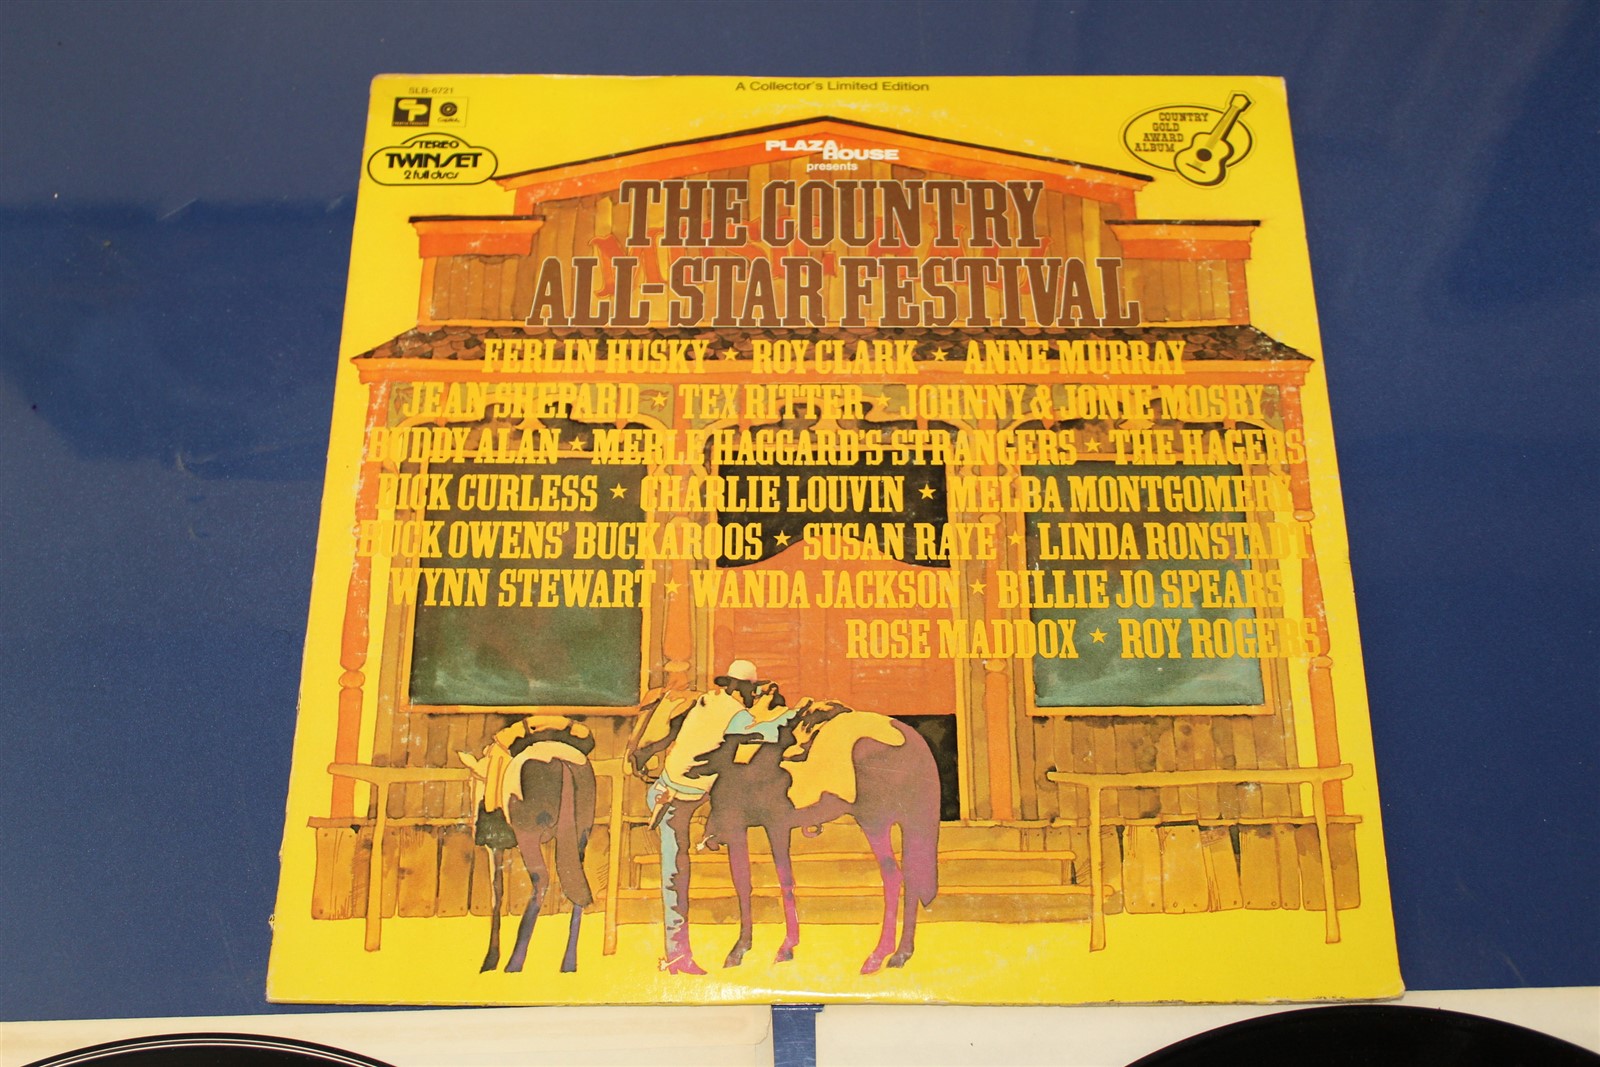 A Collector's Limited Edition
SLB-6721
Capitol
STEREO
TWINSET
2 full discs
COUNTRY
GOLD
AWARD
ALBUM
PLAZA
HOUSE
presents
THE COUNTRY
ALL-STAR FESTIVAL
FERLIN HUSKY ★ ROY CLARK ★ ANNE MURRAY
JEAN SHEPARD ★ TEX RITTER ★ JOHNNY & JONIE MOSBY
BUDDY ALAN ★ MERLE HAGGARD'S STRANGERS ★ THE HAGERS
DICK CURLESS ★ CHARLIE LOUVIN ★ MELBA MONTGOMERY
BUCK OWENS' BUCKAROOS ★ SUSAN RAYE ★ LINDA RONSTADT
WYNN STEWART ★ WANDA JACKSON ★ BILLIE JO SPEARS
ROSE MADDOX ★ ROY ROGERS